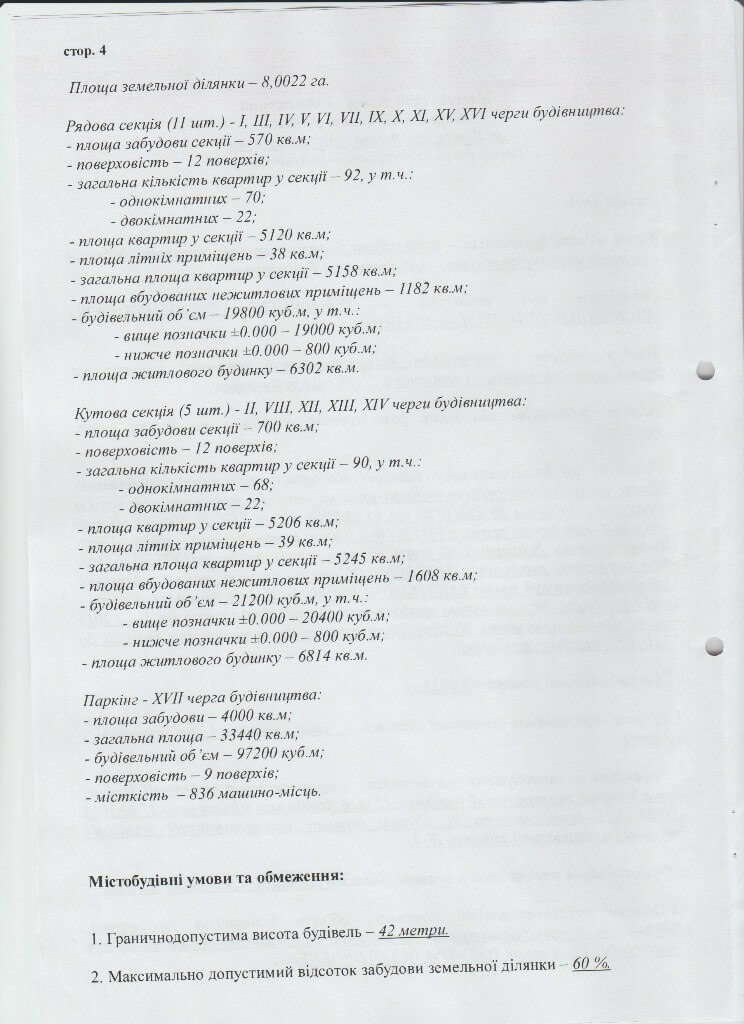 стор. 4
Площа земельної ділянки – 8,0022 га.
Рядова секція (11 шт.) - I, III, IV, V, VI, VII, IX, X, XI, XV, XVI черги будівництва:
- площа забудови секції – 570 кв.м;
- поверховість – 12 поверхів;
- загальна кількість квартир у секції – 92, у т.ч.:
- однокімнатних – 70;
- двокімнатних – 22;
- площа квартир у секції – 5120 кв.м;
- площа літніх приміщень – 38 кв.м;
- загальна площа квартир у секції – 5158 кв.м;
- площа вбудованих нежитлових приміщень – 1182 кв.м;
- будівельний об´єм – 19800 куб.м, у т.ч.:
- вище позначки ±0.000 – 19000 куб.м;
- нижче позначки ±0.000 – 800 куб.м;
- площа житлового будинку – 6302 кв.м.
Кутова секція (5 шт.) - II, VIII, XII, XIII, XIV черги будівництва:
- площа забудови секції – 700 кв.м;
- поверховість – 12 поверхів;
- загальна кількість квартир у секції – 90, у т.ч.:
- однокімнатних – 68;
- двокімнатних – 22;
- площа квартир у секції – 5206 кв.м;
- площа літніх приміщень – 39 кв.м;
- загальна площа квартир у секції – 5245 кв.м;
- площа вбудованих нежитлових приміщень – 1608 кв.м;
- будівельний об’єм – 21200 куб.м, у т.ч.:
- вище позначки ±0.000 – 20400 куб.м;
- нижче позначки ±0.000 – 800 куб.м;
- площа житлового будинку – 6814 кв.м.
Паркінг - XVII черга будівництва:
- площа забудови – 4000 кв.м;
- загальна площа – 33440 кв.м;
- будівельний об’єм – 97200 куб.м;
- поверховість – 9 поверхів;
- місткість – 836 машино-місць.
Містобудівні умови та обмеження:
1. Граничнодопустима висота будівель – 42 метри.
2. Максимально допустимий відсоток забудови земельної ділянки – 60 %.